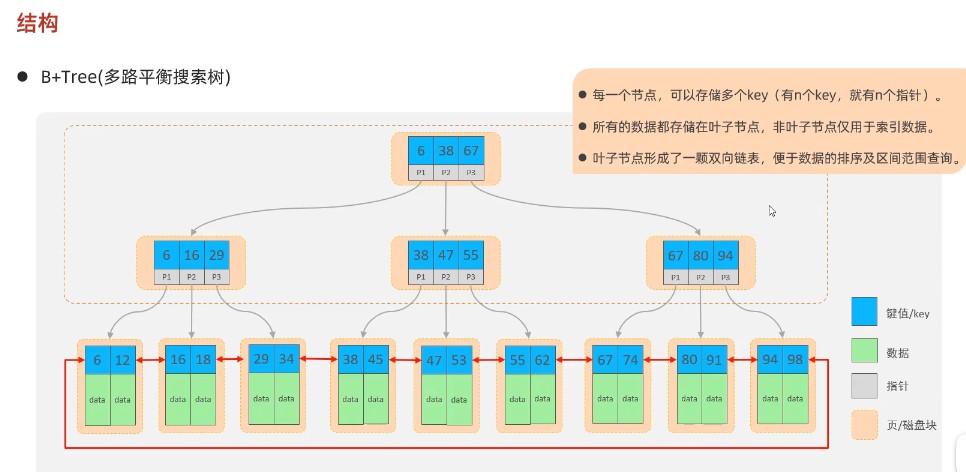 结构
● B+Tree(多路平衡搜索树)
● 每一个节点，可以存储多个key（有n个key，就有n个指针）。
● 所有的数据都存储在叶子节点，非叶子节点仅用于索引数据。
● 叶子节点形成了一颗双向链表，便于数据的排序及区间范围查询。
6 38 67
P1 P2 P3
6 16 29 38 47 55 67 80 94
P1 P2 P3 P1 P2 P3 P1 P2 P3
键值/key
数据
指针
页/磁盘块
6 12 16 18 29 34 38 45 47 53 55 62 67 74 80 91 94 98
data data data data data data data data data data data data data data data data data data